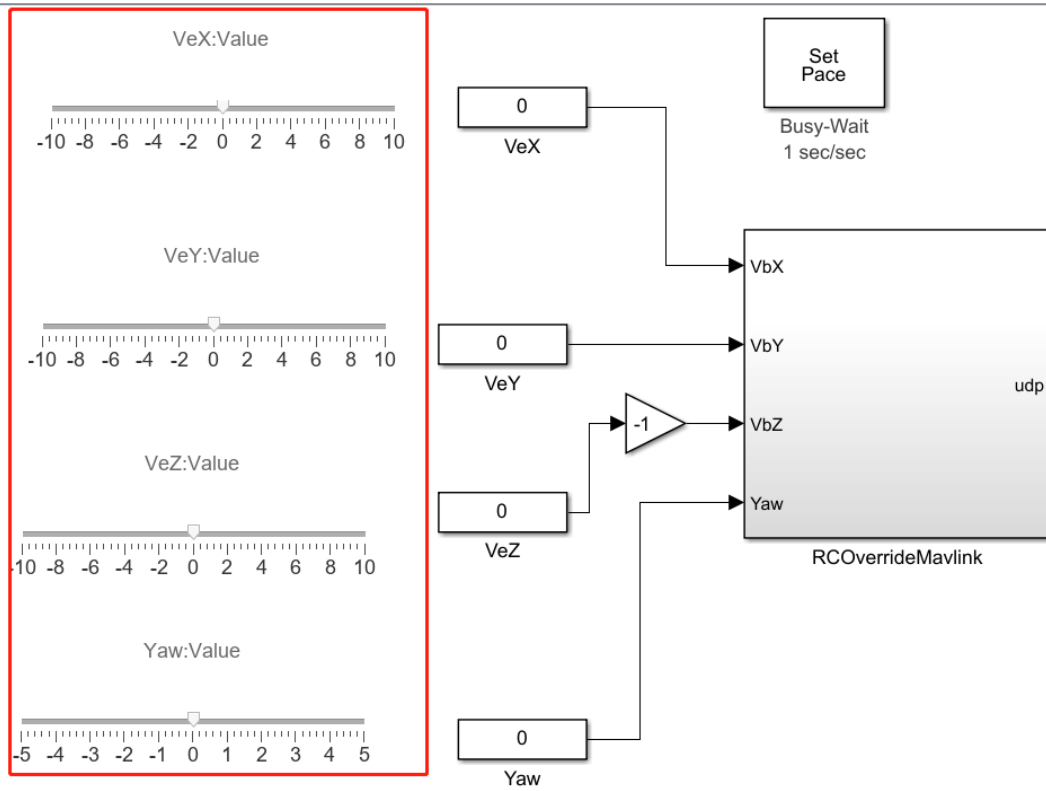 VeX:Value
-10 -8 -6 -4 -2 0 2 4 6 8 10
0
VeX
Set
Pace
Busy-Wait
1 sec/sec
VeY:Value
-10 -8 -6 -4 -2 0 2 4 6 8 10
0
VeY
VeZ:Value
-10 -8 -6 -4 -2 0 2 4 6 8 10
-1
0
VeZ
Yaw:Value
-5 -4 -3 -2 -1 0 1 2 3 4 5
0
Yaw
VbX
VbY
VbZ
Yaw
udp
RCOverrideMavlink